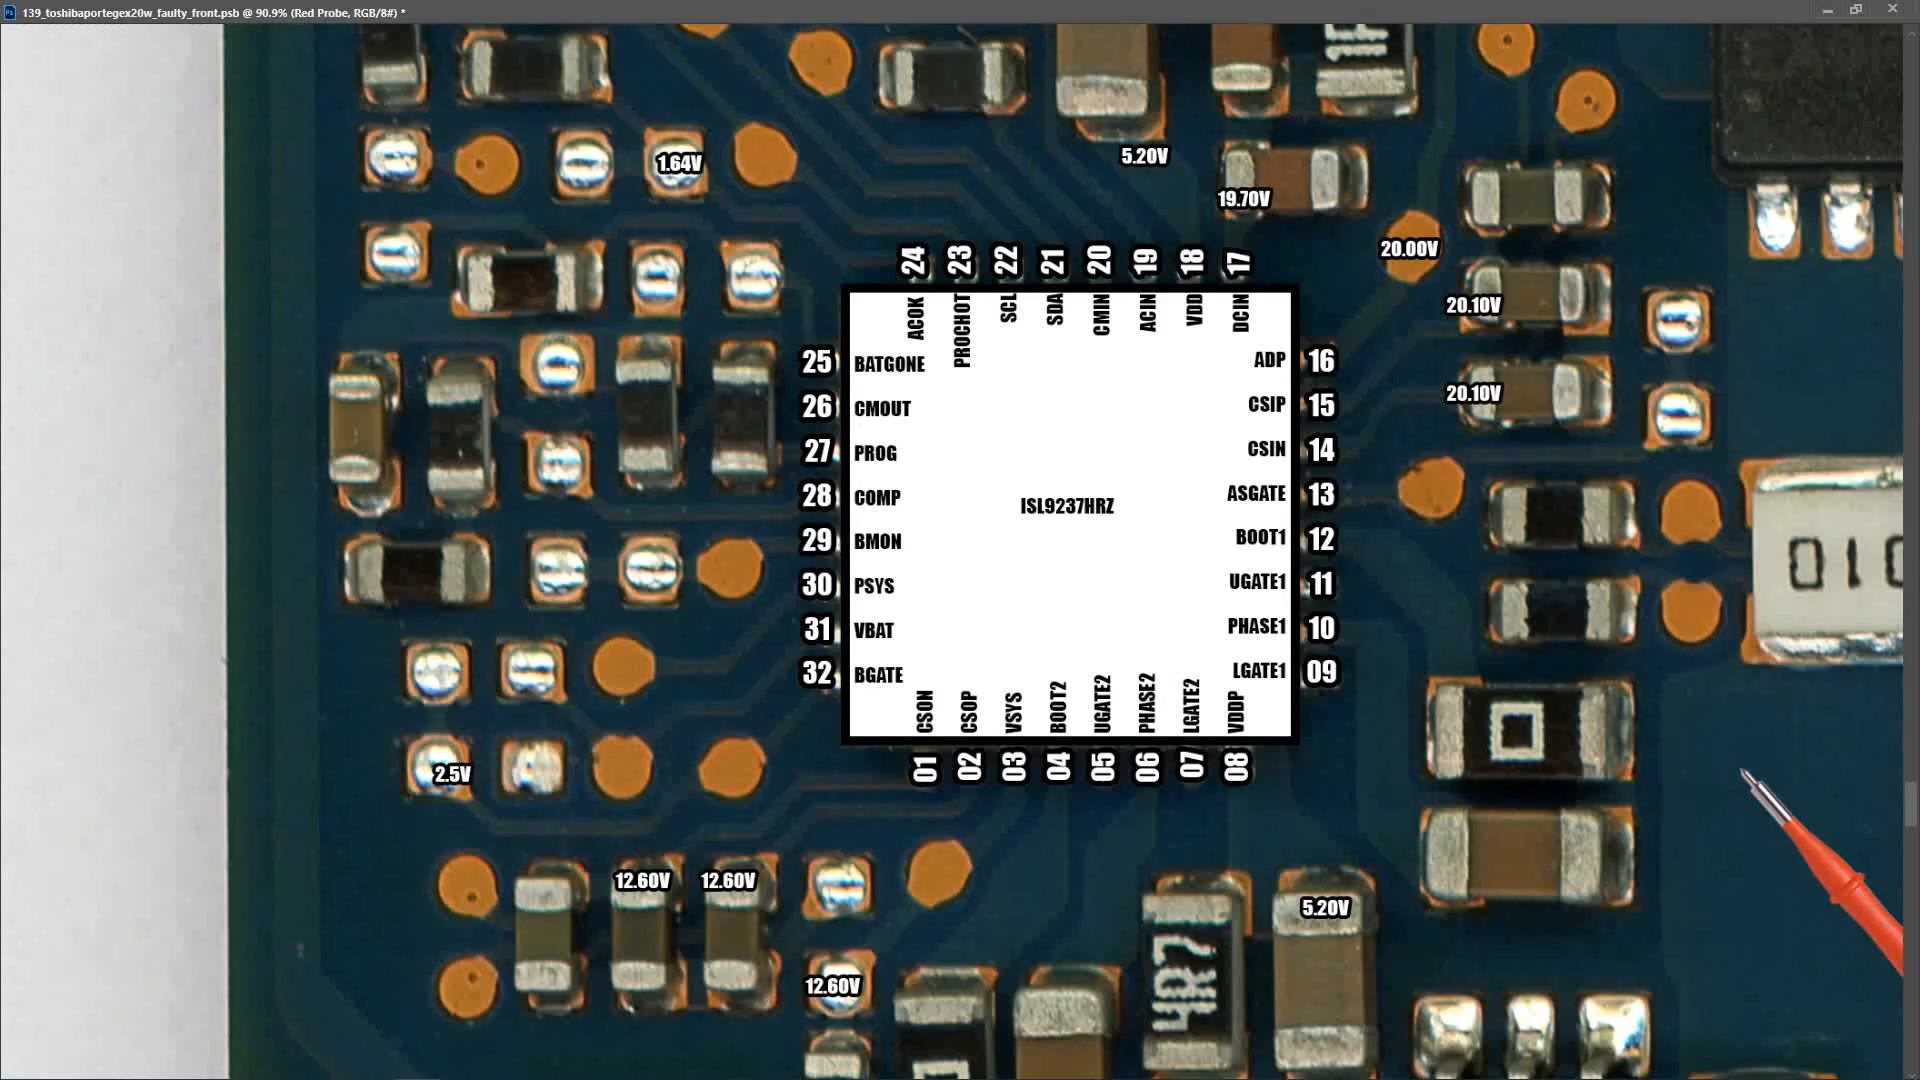 139_toshibaportegex20w_faulty_front.psb @ 90.9% (Red Probe, RGB/8#) *
1.64V
5.20V
19.70V
20.00V
20.10V
20.10V
24 23 22 21 20 19 18 17
ACOK PROCHOT SCL SDA CMIN ACIN VDD DCIN
25 BATGONE
26 CMOUT
27 PROG
28 COMP
29 BMON
30 PSYS
31 VBAT
32 BGATE
ISL9237HRZ
ADP 16
CSIP 15
CSIN 14
ASGATE 13
BOOT1 12
UGATE1 11
PHASE1 10
LGATE1 09
CSON CSOP VSYS BOOT2 UGATE2 PHASE2 LGATE2 VDDP
01 02 03 04 05 06 07 08
010
2.5V
12.60V 12.60V
5.20V
12.60V
4R7